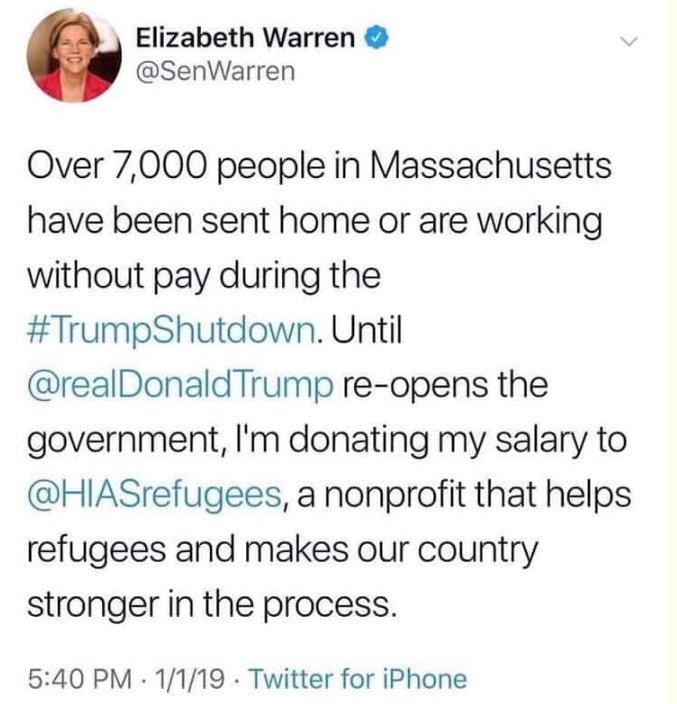 Elizabeth Warren
@SenWarren
Over 7,000 people in Massachusetts
have been sent home or are working
without pay during the
#TrumpShutdown. Until
@realDonaldTrump re-opens the
government, I'm donating my salary to
@HIASrefugees, a nonprofit that helps
refugees and makes our country
stronger in the process.
5:40 PM · 1/1/19 · Twitter for iPhone